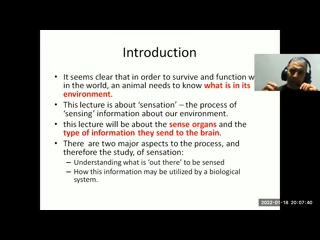 Introduction
• It seems clear that in order to survive and function w
in the world, an animal needs to know what is in its
environment.
• This lecture is about ‘sensation’ – the process of
‘sensing’ information about our environment.
• this lecture will be about the sense organs and the
type of information they send to the brain.
• There are two major aspects to the process, and
therefore the study, of sensation:
– Understanding what is ‘out there’ to be sensed
– How this information may be utilized by a biological
system.
2022-01-18 20:07:40